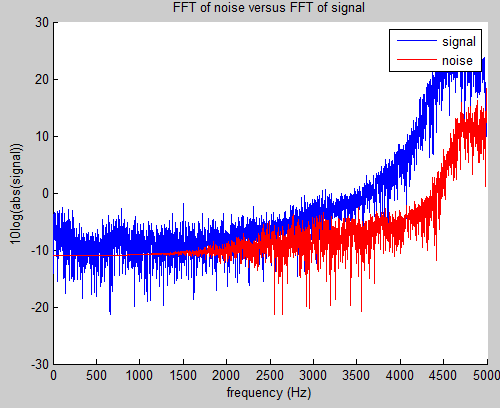 FFT of noise versus FFT of signal
signal
noise
30
20
10
0
-10
-20
-30
10log(abs(signal))
0 500 1000 1500 2000 2500 3000 3500 4000 4500 5000
frequency (Hz)